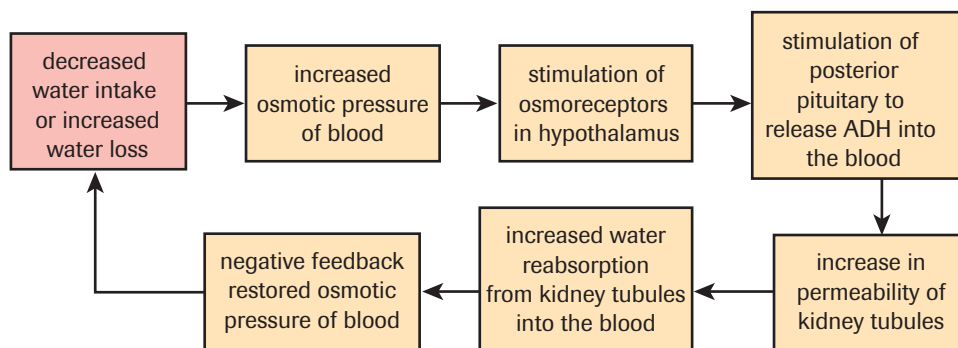 decreased
water intake
or increased
water loss
increased
osmotic pressure
of blood
stimulation of
osmoreceptors
in hypothalamus
stimulation of
posterior
pituitary to
release ADH into
the blood
increase in
permeability of
kidney tubules
increased water
reabsorption
from kidney tubules
into the blood
negative feedback
restored osmotic
pressure of blood